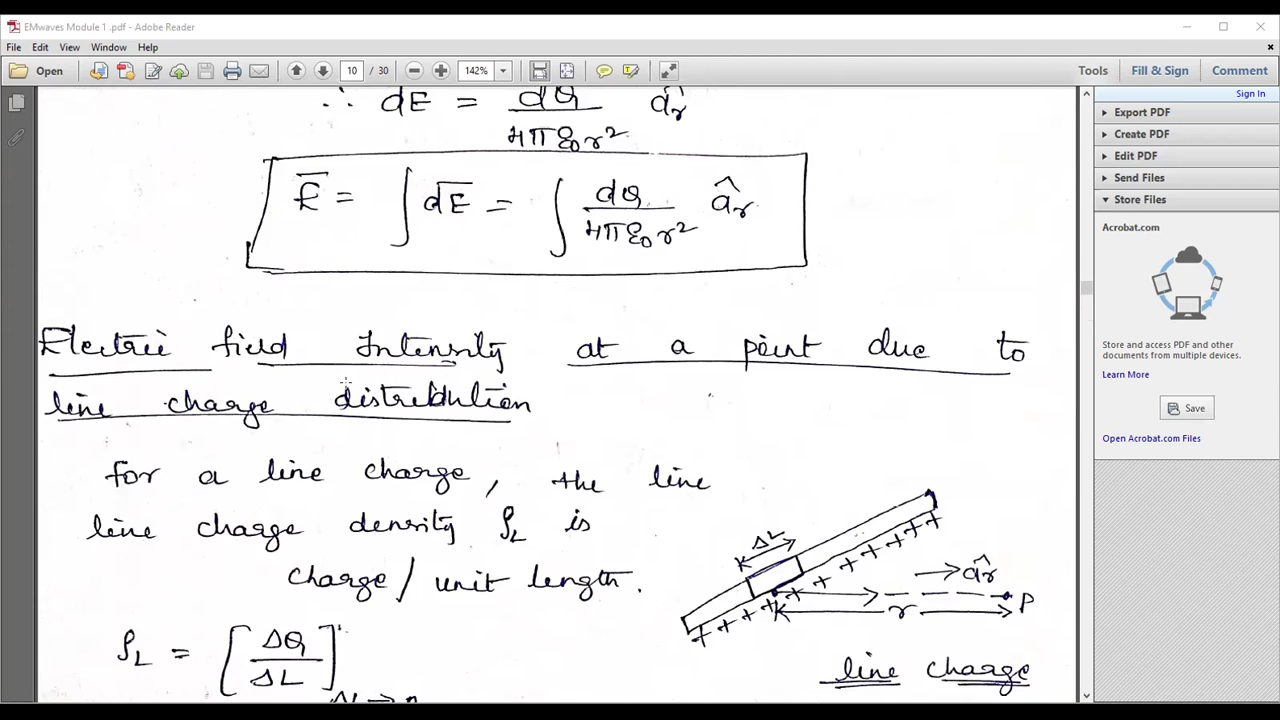 EMwaves Module 1 .pdf - Adobe Reader
File Edit View Window Help
Open 10 / 30 142% Tools Fill & Sign Comment
Sign In
Export PDF
Create PDF
Edit PDF
Send Files
Store Files
Acrobat.com
Store and access PDF and other
documents from multiple devices.
Learn More
Save
Open Acrobat.com Files
∴ dE = dQ / 4πε₀r² âr
E̅ = ∫ dE̅ = ∫ dQ / 4πε₀r² âr
Electric field Intensity at a point due to
line charge distribution
for a line charge, the line
line charge density ρL is
charge/unit length.
ρL = [ΔQ / ΔL]
ΔL
âr
r
P
line charge